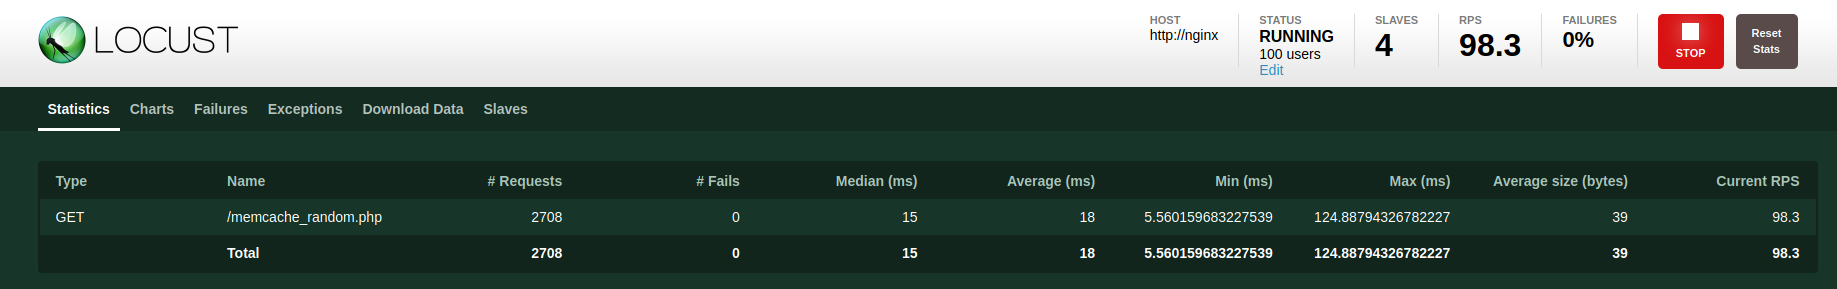 LOCUST
HOST
http://nginx
STATUS
RUNNING
100 users
Edit
SLAVES
4
RPS
98.3
FAILURES
0%
STOP
Reset
Stats
Statistics Charts Failures Exceptions Download Data Slaves
Type Name # Requests # Fails Median (ms) Average (ms) Min (ms) Max (ms) Average size (bytes) Current RPS
GET /memcache_random.php 2708 0 15 18 5.560159683227539 124.88794326782227 39 98.3
Total 2708 0 15 18 5.560159683227539 124.88794326782227 39 98.3